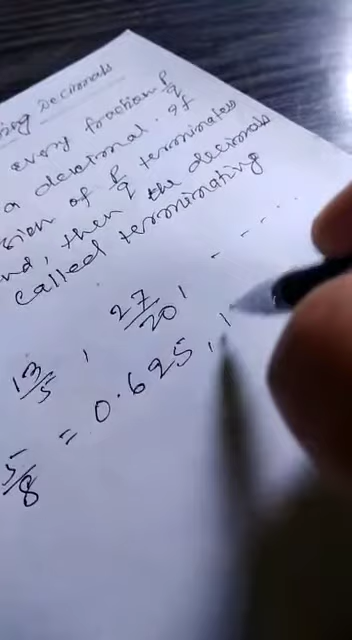 Decimals
every fraction p/q
a decimal. If
sion of p/q terminates
nd, then the decimals
called terminating
13/5 , 27/20 , - - - . . .
5/8 = 0.625, 1